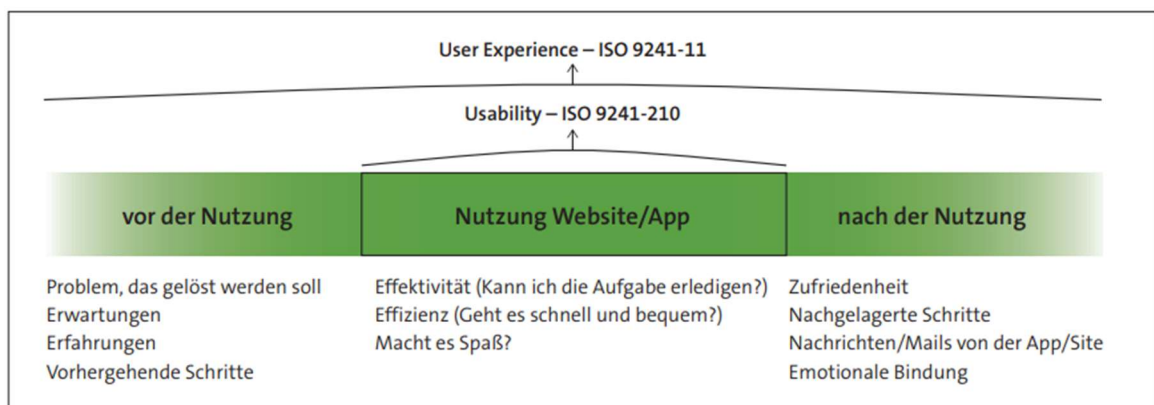 User Experience – ISO 9241-11
Usability – ISO 9241-210
vor der Nutzung
Nutzung Website/App
nach der Nutzung
Problem, das gelöst werden soll
Erwartungen
Erfahrungen
Vorhergehende Schritte
Effektivität (Kann ich die Aufgabe erledigen?)
Effizienz (Geht es schnell und bequem?)
Macht es Spaß?
Zufriedenheit
Nachgelagerte Schritte
Nachrichten/Mails von der App/Site
Emotionale Bindung